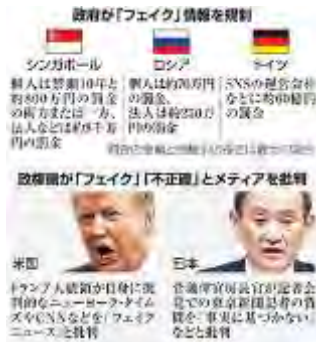 政府が「フェイク」情報を規制
シンガポール
個人は禁錮10年と
約800万円の罰金
の両方または一方、
法人などは約8千万
円の罰金
ロシア
個人は約70万円
の罰金、
法人は約250万
円の罰金
ドイツ
SNSの運営会社
などに約60億円
の罰金
政権側が「フェイク」「不正確」とメディアを批判
米国
トランプ大統領が自身に批
判的なニューヨーク・タイム
ズやCNNなどを「フェイク
ニュース」と批判
日本
菅義偉官房長官が記者会
見での東京新聞記者の質
問を「事実に基づかない」
などと批判